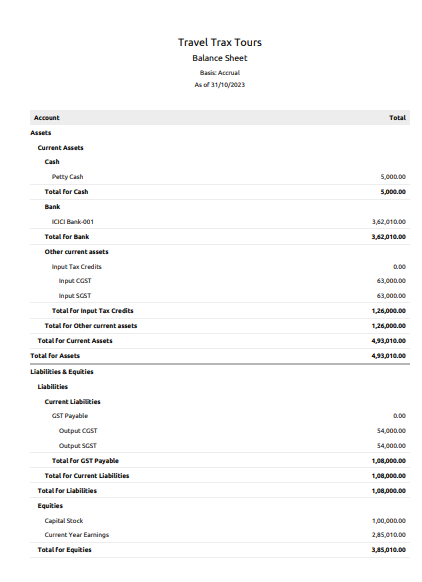 Travel Trax Tours
Balance Sheet
Basis: Accrual
As of 31/10/2023
Account Total
Assets
Current Assets
Cash
Petty Cash 5,000.00
Total for Cash 5,000.00
Bank
ICICI Bank-001 3,62,010.00
Total for Bank 3,62,010.00
Other current assets
Input Tax Credits 0.00
Input CGST 63,000.00
Input SGST 63,000.00
Total for Input Tax Credits 1,26,000.00
Total for Other current assets 1,26,000.00
Total for Current Assets 4,93,010.00
Total for Assets 4,93,010.00
Liabilities & Equities
Liabilities
Current Liabilities
GST Payable 0.00
Output CGST 54,000.00
Output SGST 54,000.00
Total for GST Payable 1,08,000.00
Total for Current Liabilities 1,08,000.00
Total for Liabilities 1,08,000.00
Equities
Capital Stock 1,00,000.00
Current Year Earnings 2,85,010.00
Total for Equities 3,85,010.00